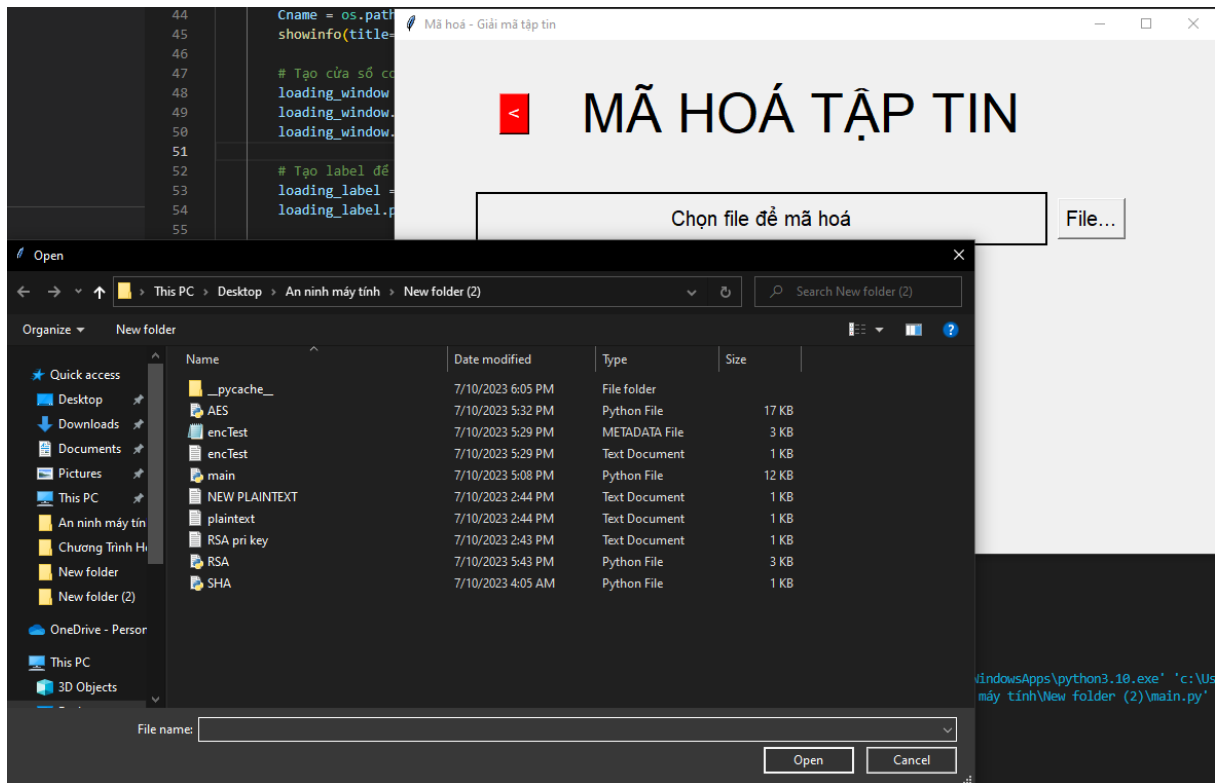 44 Cname = os.path
45 showinfo(title=
46
47 # Tạo cửa sổ co
48 loading_window
49 loading_window.
50 loading_window.
51
52 # Tạo label để
53 loading_label =
54 loading_label.p
55
Mã hoá - Giải mã tập tin
< MÃ HOÁ TẬP TIN
Chọn file để mã hoá File...
Open
This PC > Desktop > An ninh máy tính > New folder (2) Search New folder (2)
Organize New folder
Name Date modified Type Size
Quick access
Desktop
Downloads
Documents
Pictures
This PC
An ninh máy tín
Chương Trình H
New folder
New folder (2)
OneDrive - Person
This PC
3D Objects
__pycache__ 7/10/2023 6:05 PM File folder
AES 7/10/2023 5:32 PM Python File 17 KB
encTest 7/10/2023 5:29 PM METADATA File 3 KB
encTest 7/10/2023 5:29 PM Text Document 1 KB
main 7/10/2023 5:08 PM Python File 12 KB
NEW PLAINTEXT 7/10/2023 2:44 PM Text Document 1 KB
plaintext 7/10/2023 2:44 PM Text Document 1 KB
RSA pri key 7/10/2023 2:43 PM Text Document 1 KB
RSA 7/10/2023 5:43 PM Python File 3 KB
SHA 7/10/2023 4:05 AM Python File 1 KB
File name:
Open Cancel
WindowsApps\python3.10.exe' 'c:\Us
máy tính\New folder (2)\main.py'